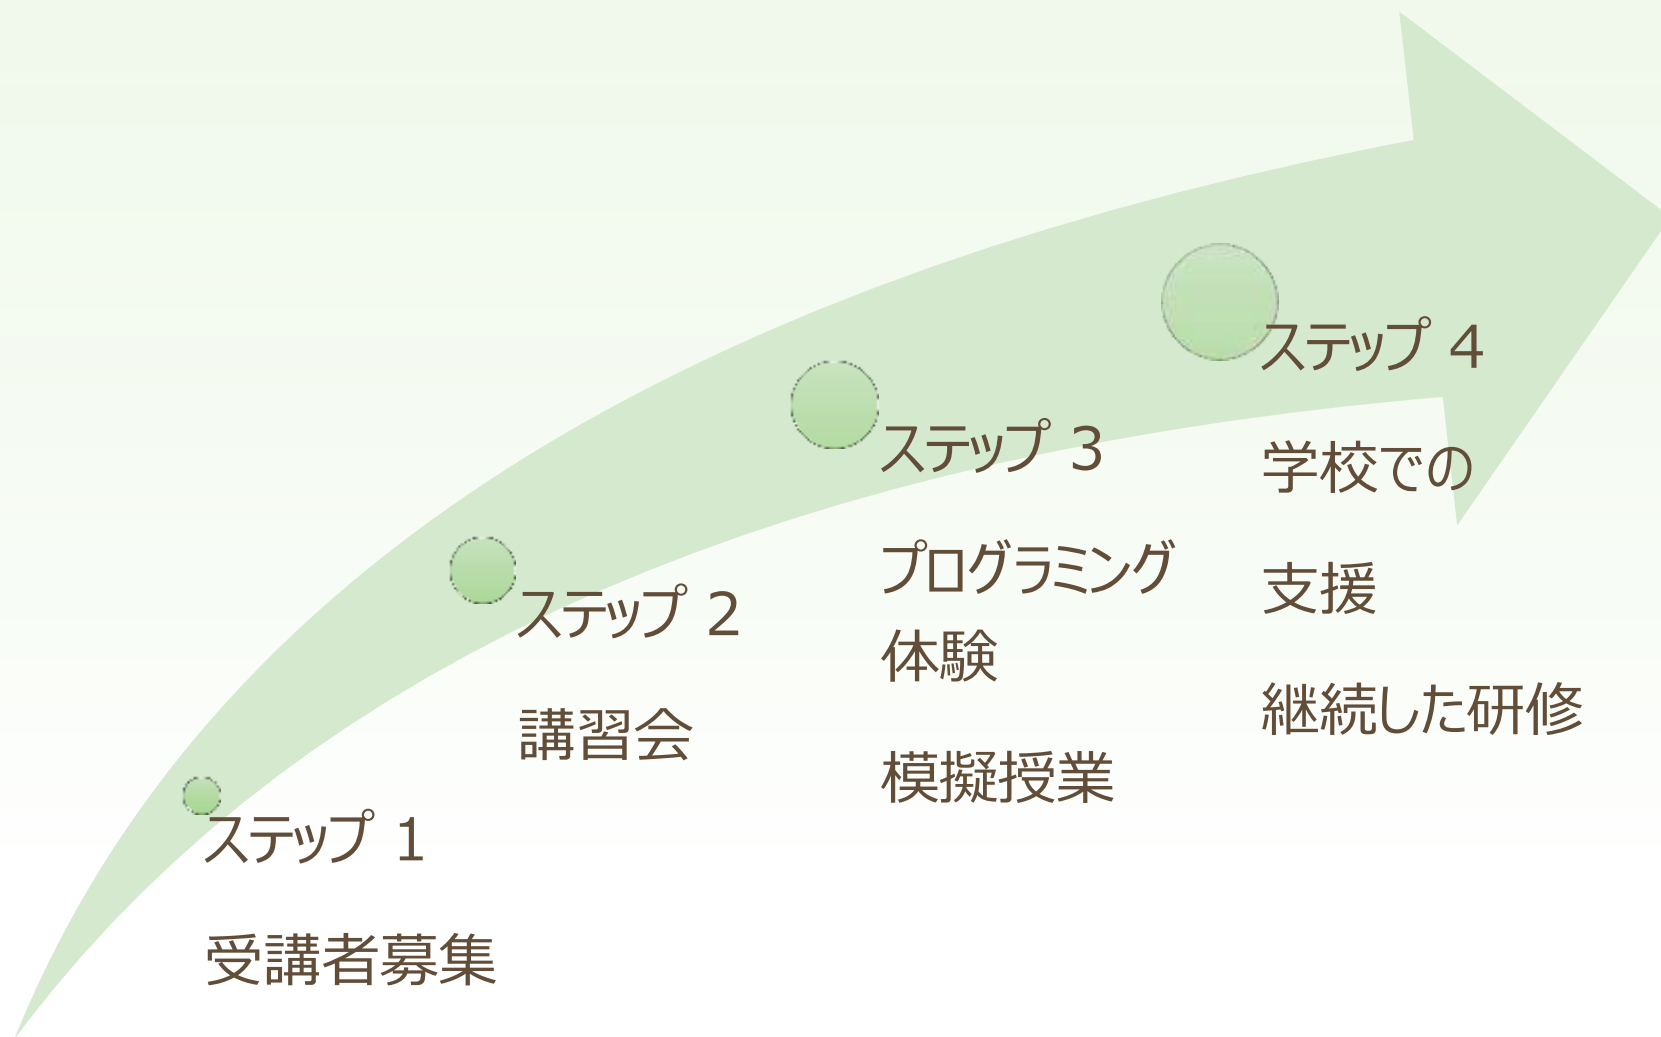 ステップ 1
受講者募集
ステップ 2
講習会
ステップ 3
プログラミング
体験
模擬授業
ステップ 4
学校での
支援
継続した研修